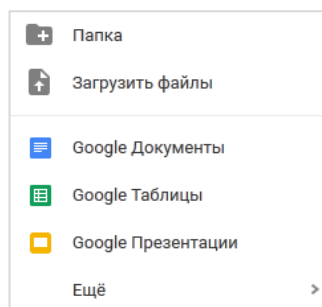 Папка
Загрузить файлы
Google Документы
Google Таблицы
Google Презентации
Ещё